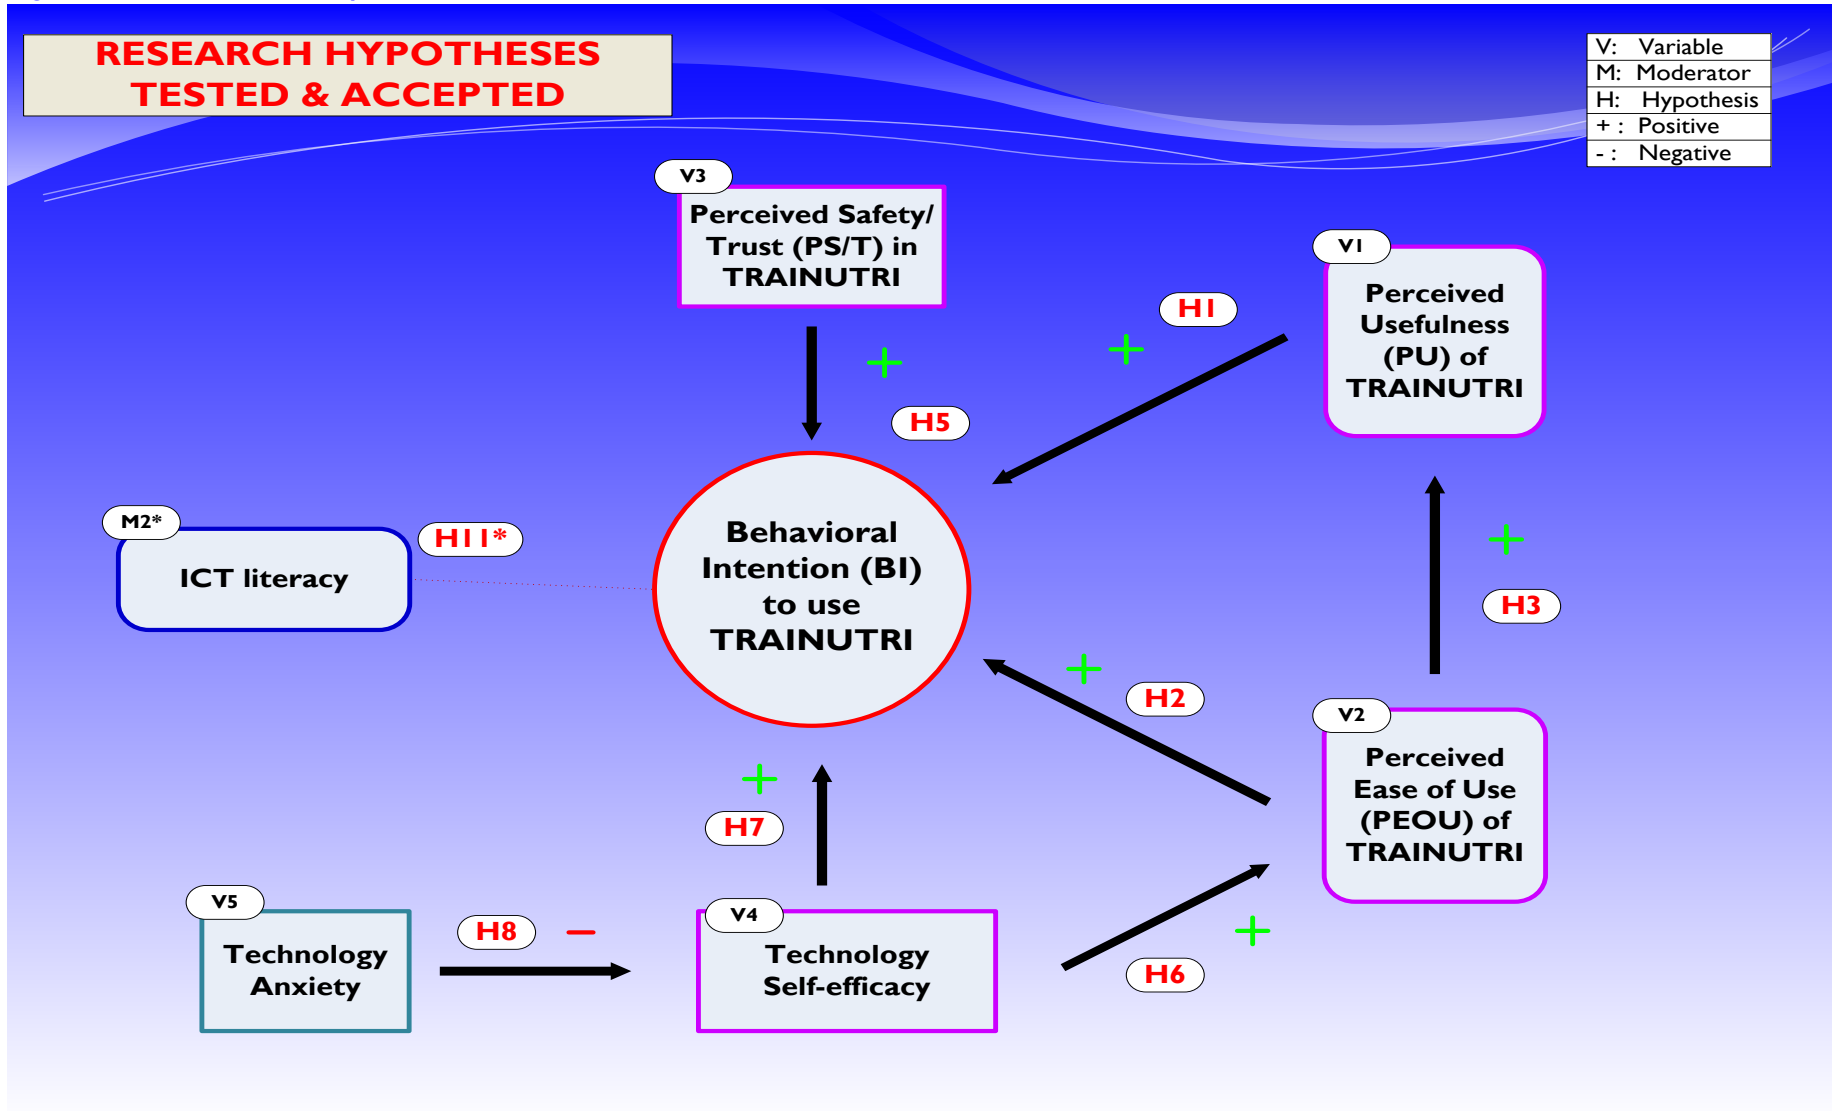 RESEARCH HYPOTHESES
TESTED & ACCEPTED
V: Variable
M: Moderator
H: Hypothesis
+ : Positive
- : Negative
V3
Perceived Safety/
Trust (PS/T) in
TRAINUTRI
V1
Perceived
Usefulness
(PU) of
TRAINUTRI
H1
+
+
H5
M2*
ICT literacy
H11*
Behavioral
Intention (BI)
to use
TRAINUTRI
+
H3
+
H2
V2
Perceived
Ease of Use
(PEOU) of
TRAINUTRI
+
H7
V5
Technology
Anxiety
H8 −
V4
Technology
Self-efficacy
+
H6